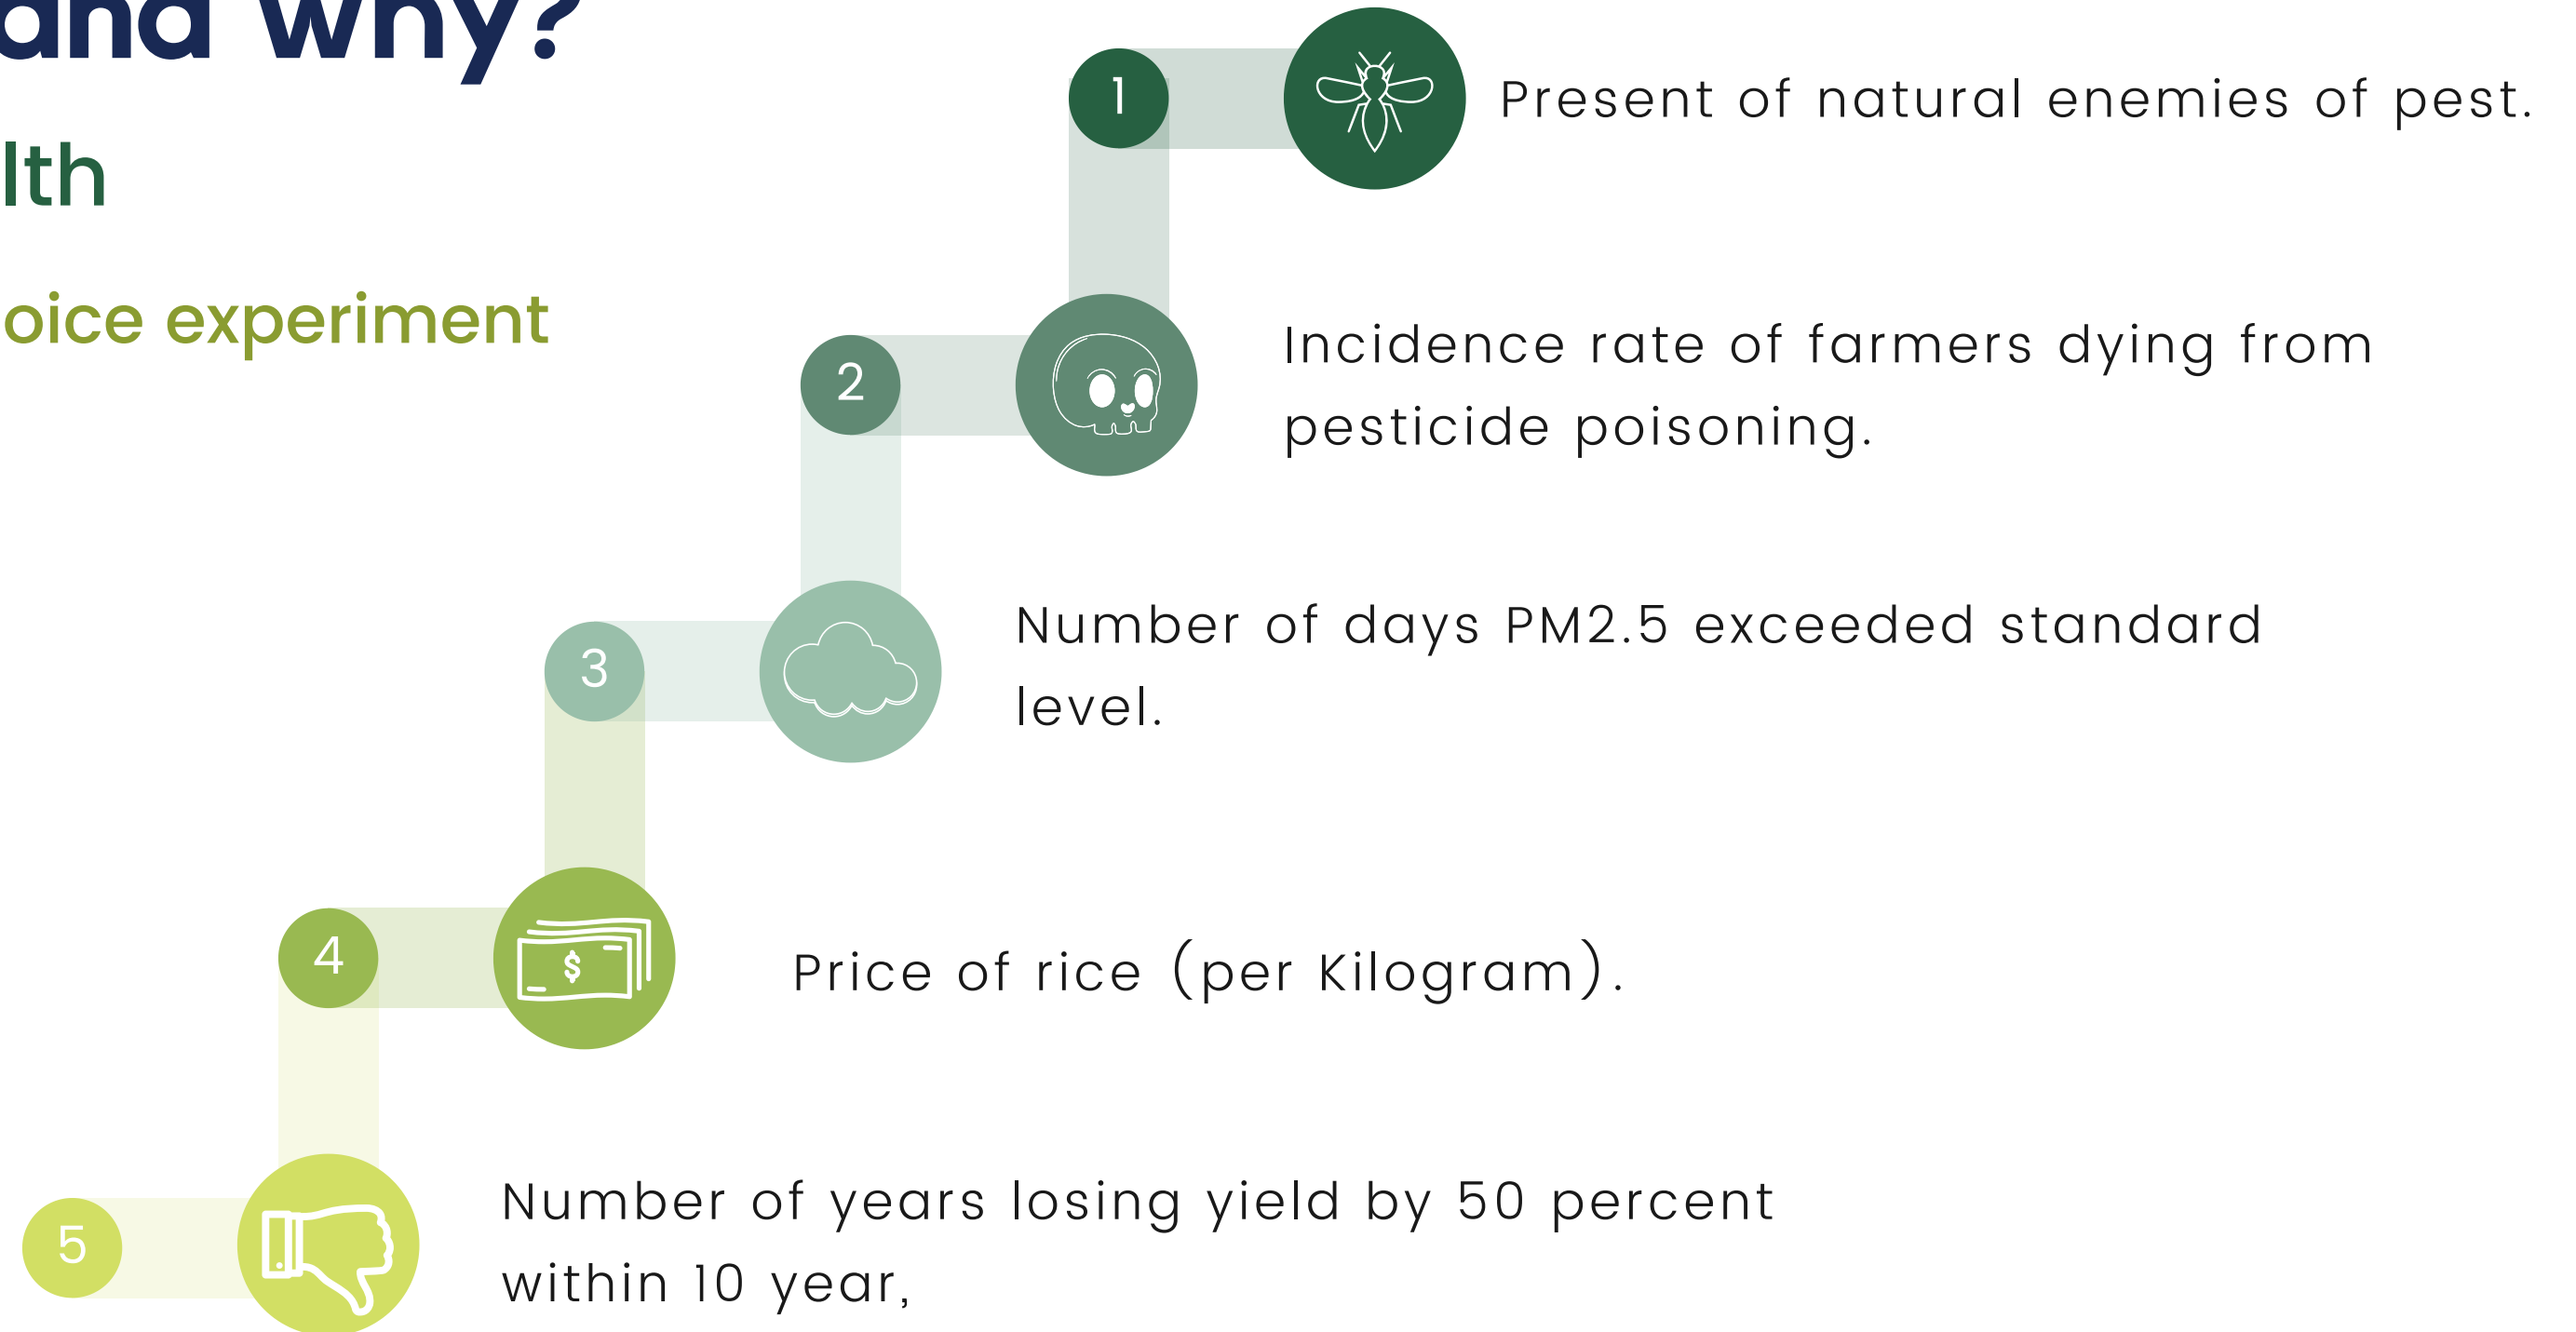 and why?
lth
oice experiment
1
Present of natural enemies of pest.
2
Incidence rate of farmers dying from
pesticide poisoning.
3
Number of days PM2.5 exceeded standard
level.
4
$
Price of rice (per Kilogram).
5
Number of years losing yield by 50 percent
within 10 year,